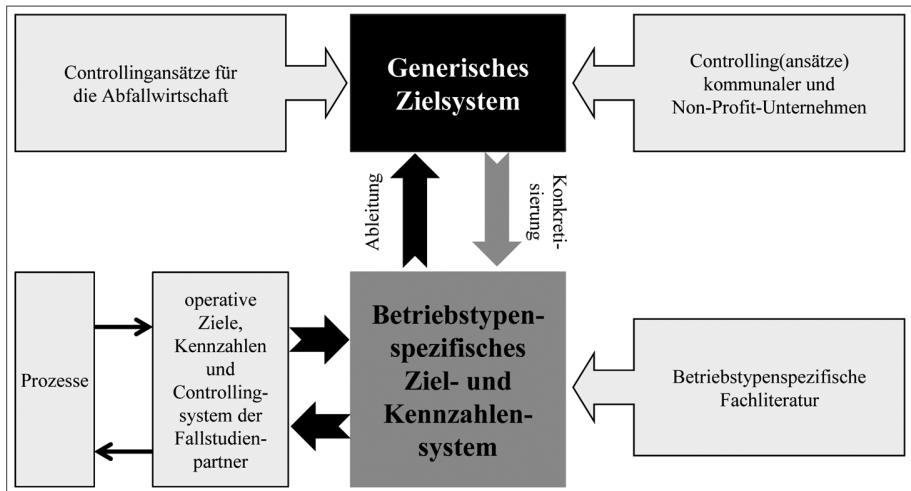 Controllingansätze für
die Abfallwirtschaft
Generisches
Zielsystem
Controlling(ansätze)
kommunaler und
Non-Profit-Unternehmen
Ableitung
Konkreti-
sierung
Prozesse
operative
Ziele,
Kennzahlen
und
Controlling-
system der
Fallstudien-
partner
Betriebstypen-
spezifisches
Ziel- und
Kennzahlen-
system
Betriebstypenspezifische
Fachliteratur